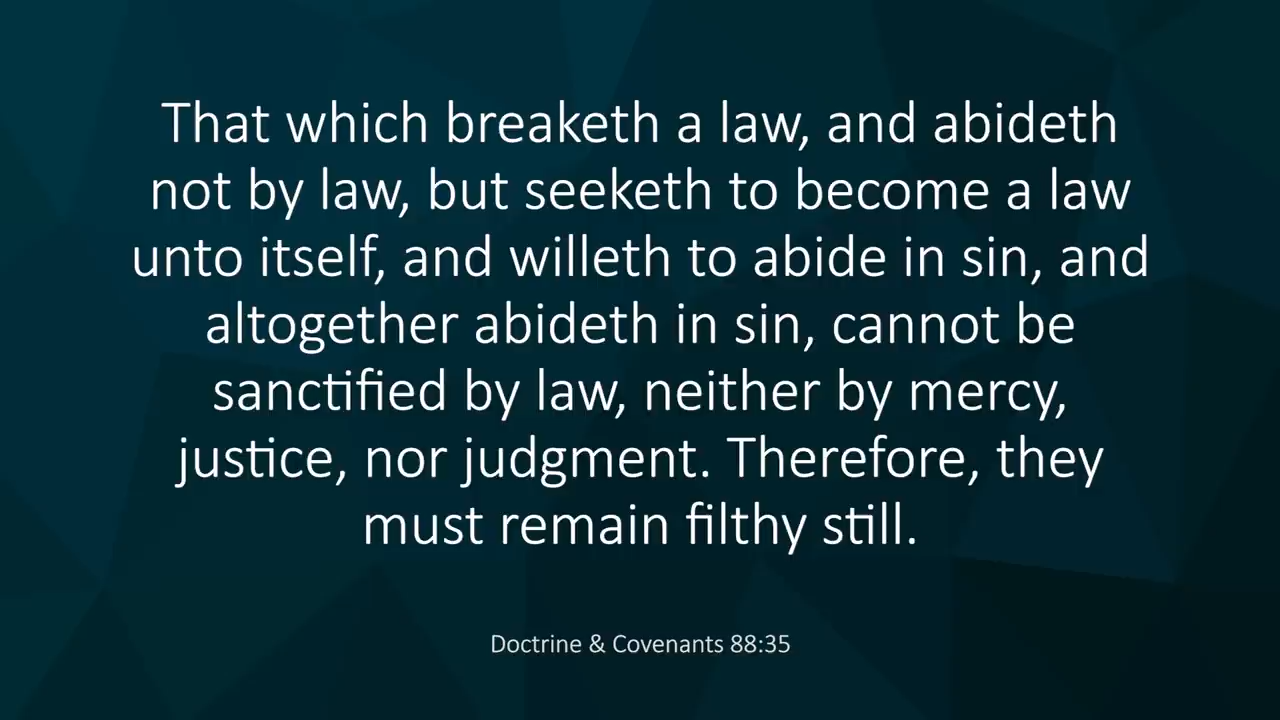 That which breaketh a law, and abideth
not by law, but seeketh to become a law
unto itself, and willeth to abide in sin, and
altogether abideth in sin, cannot be
sanctified by law, neither by mercy,
justice, nor judgment. Therefore, they
must remain filthy still.
Doctrine & Covenants 88:35